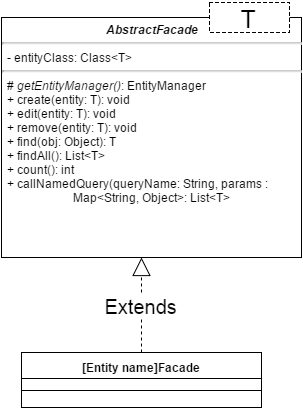 T
AbstractFacade
- entityClass: Class<T>
# getEntityManager(): EntityManager
+ create(entity: T): void
+ edit(entity: T): void
+ remove(entity: T): void
+ find(obj: Object): T
+ findAll(): List<T>
+ count(): int
+ callNamedQuery(queryName: String, params :
Map<String, Object>: List<T>
Extends
[Entity name]Facade